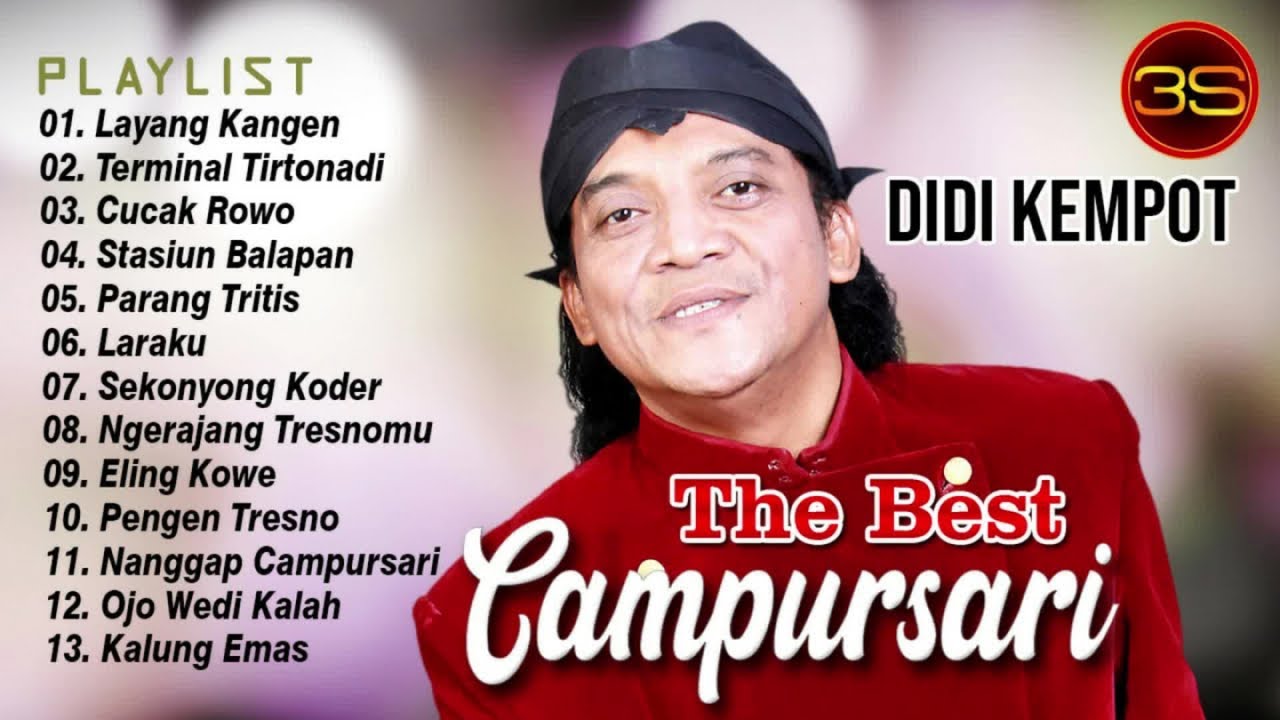 PLAYLIST
01. Layang Kangen
02. Terminal Tirtonadi
03. Cucak Rowo
04. Stasiun Balapan
05. Parang Tritis
06. Laraku
07. Sekonyong Koder
08. Ngerajang Tresnomu
09. Eling Kowe
10. Pengen Tresno
11. Nanggap Campursari
12. Ojo Wedi Kalah
13. Kalung Emas
3S
DIDI KEMPOT
The Best
Campursari